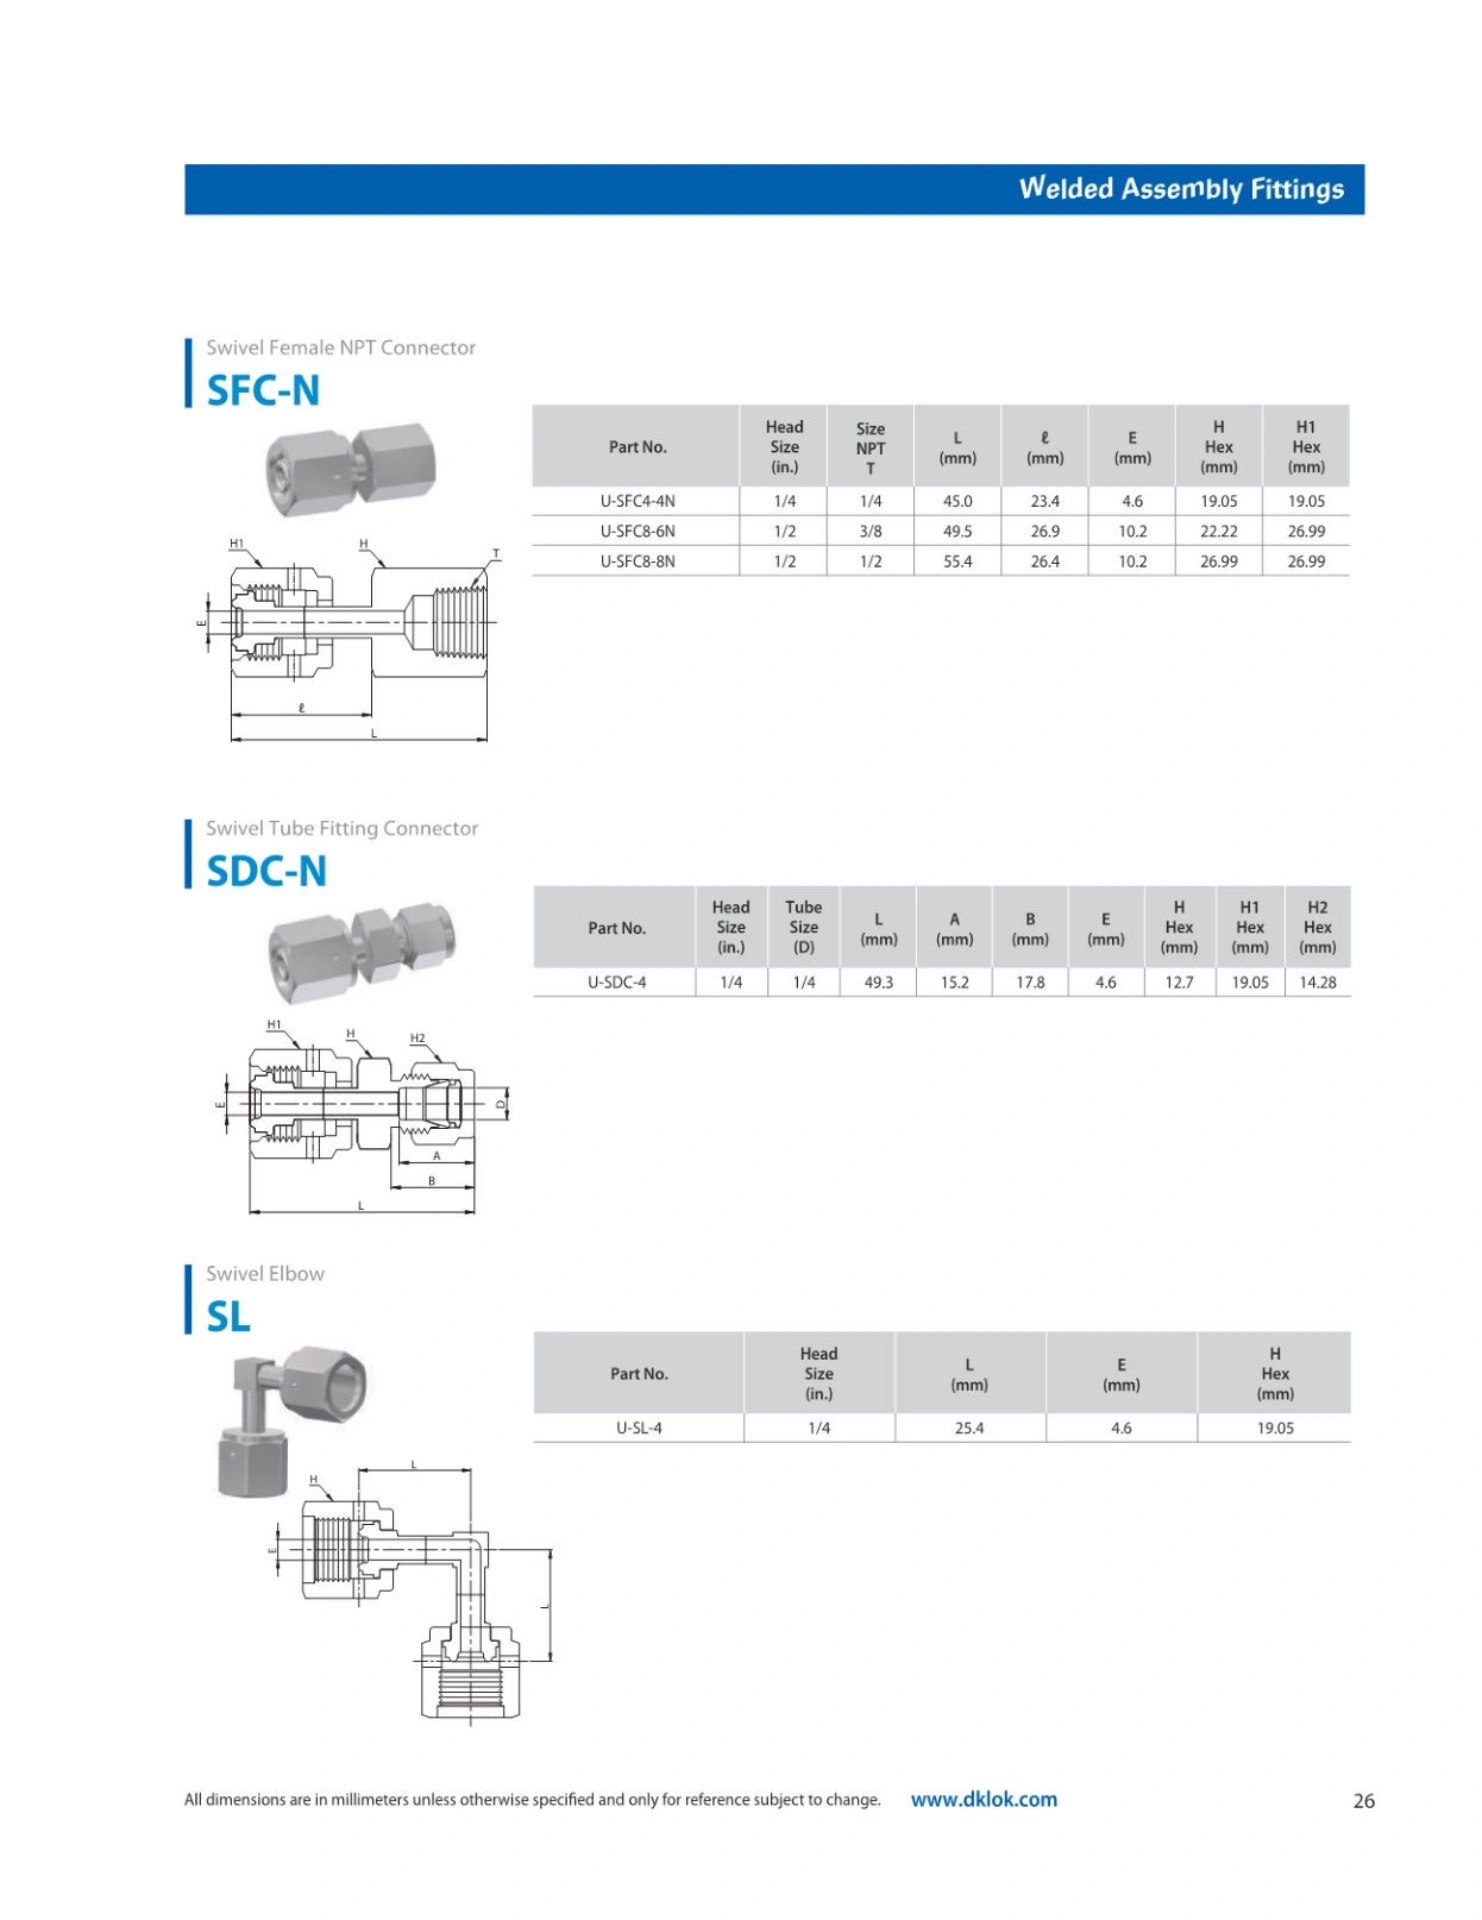 Welded Assembly Fittings
Swivel Female NPT Connector
SFC-N
Part No. Head Size (in.) Size NPT T L (mm) ℓ (mm) E (mm) H Hex (mm) H1 Hex (mm)
U-SFC4-4N 1/4 1/4 45.0 23.4 4.6 19.05 19.05
U-SFC8-6N 1/2 3/8 49.5 26.9 10.2 22.22 26.99
U-SFC8-8N 1/2 1/2 55.4 26.4 10.2 26.99 26.99
H1 H T
E
ℓ
L
Swivel Tube Fitting Connector
SDC-N
Part No. Head Size (in.) Tube Size (D) L (mm) A (mm) B (mm) E (mm) H Hex (mm) H1 Hex (mm) H2 Hex (mm)
U-SDC-4 1/4 1/4 49.3 15.2 17.8 4.6 12.7 19.05 14.28
H1 H H2
E D
A
B
L
Swivel Elbow
SL
Part No. Head Size (in.) L (mm) E (mm) H Hex (mm)
U-SL-4 1/4 25.4 4.6 19.05
L
H
E
L
All dimensions are in millimeters unless otherwise specified and only for reference subject to change. www.dklok.com 26